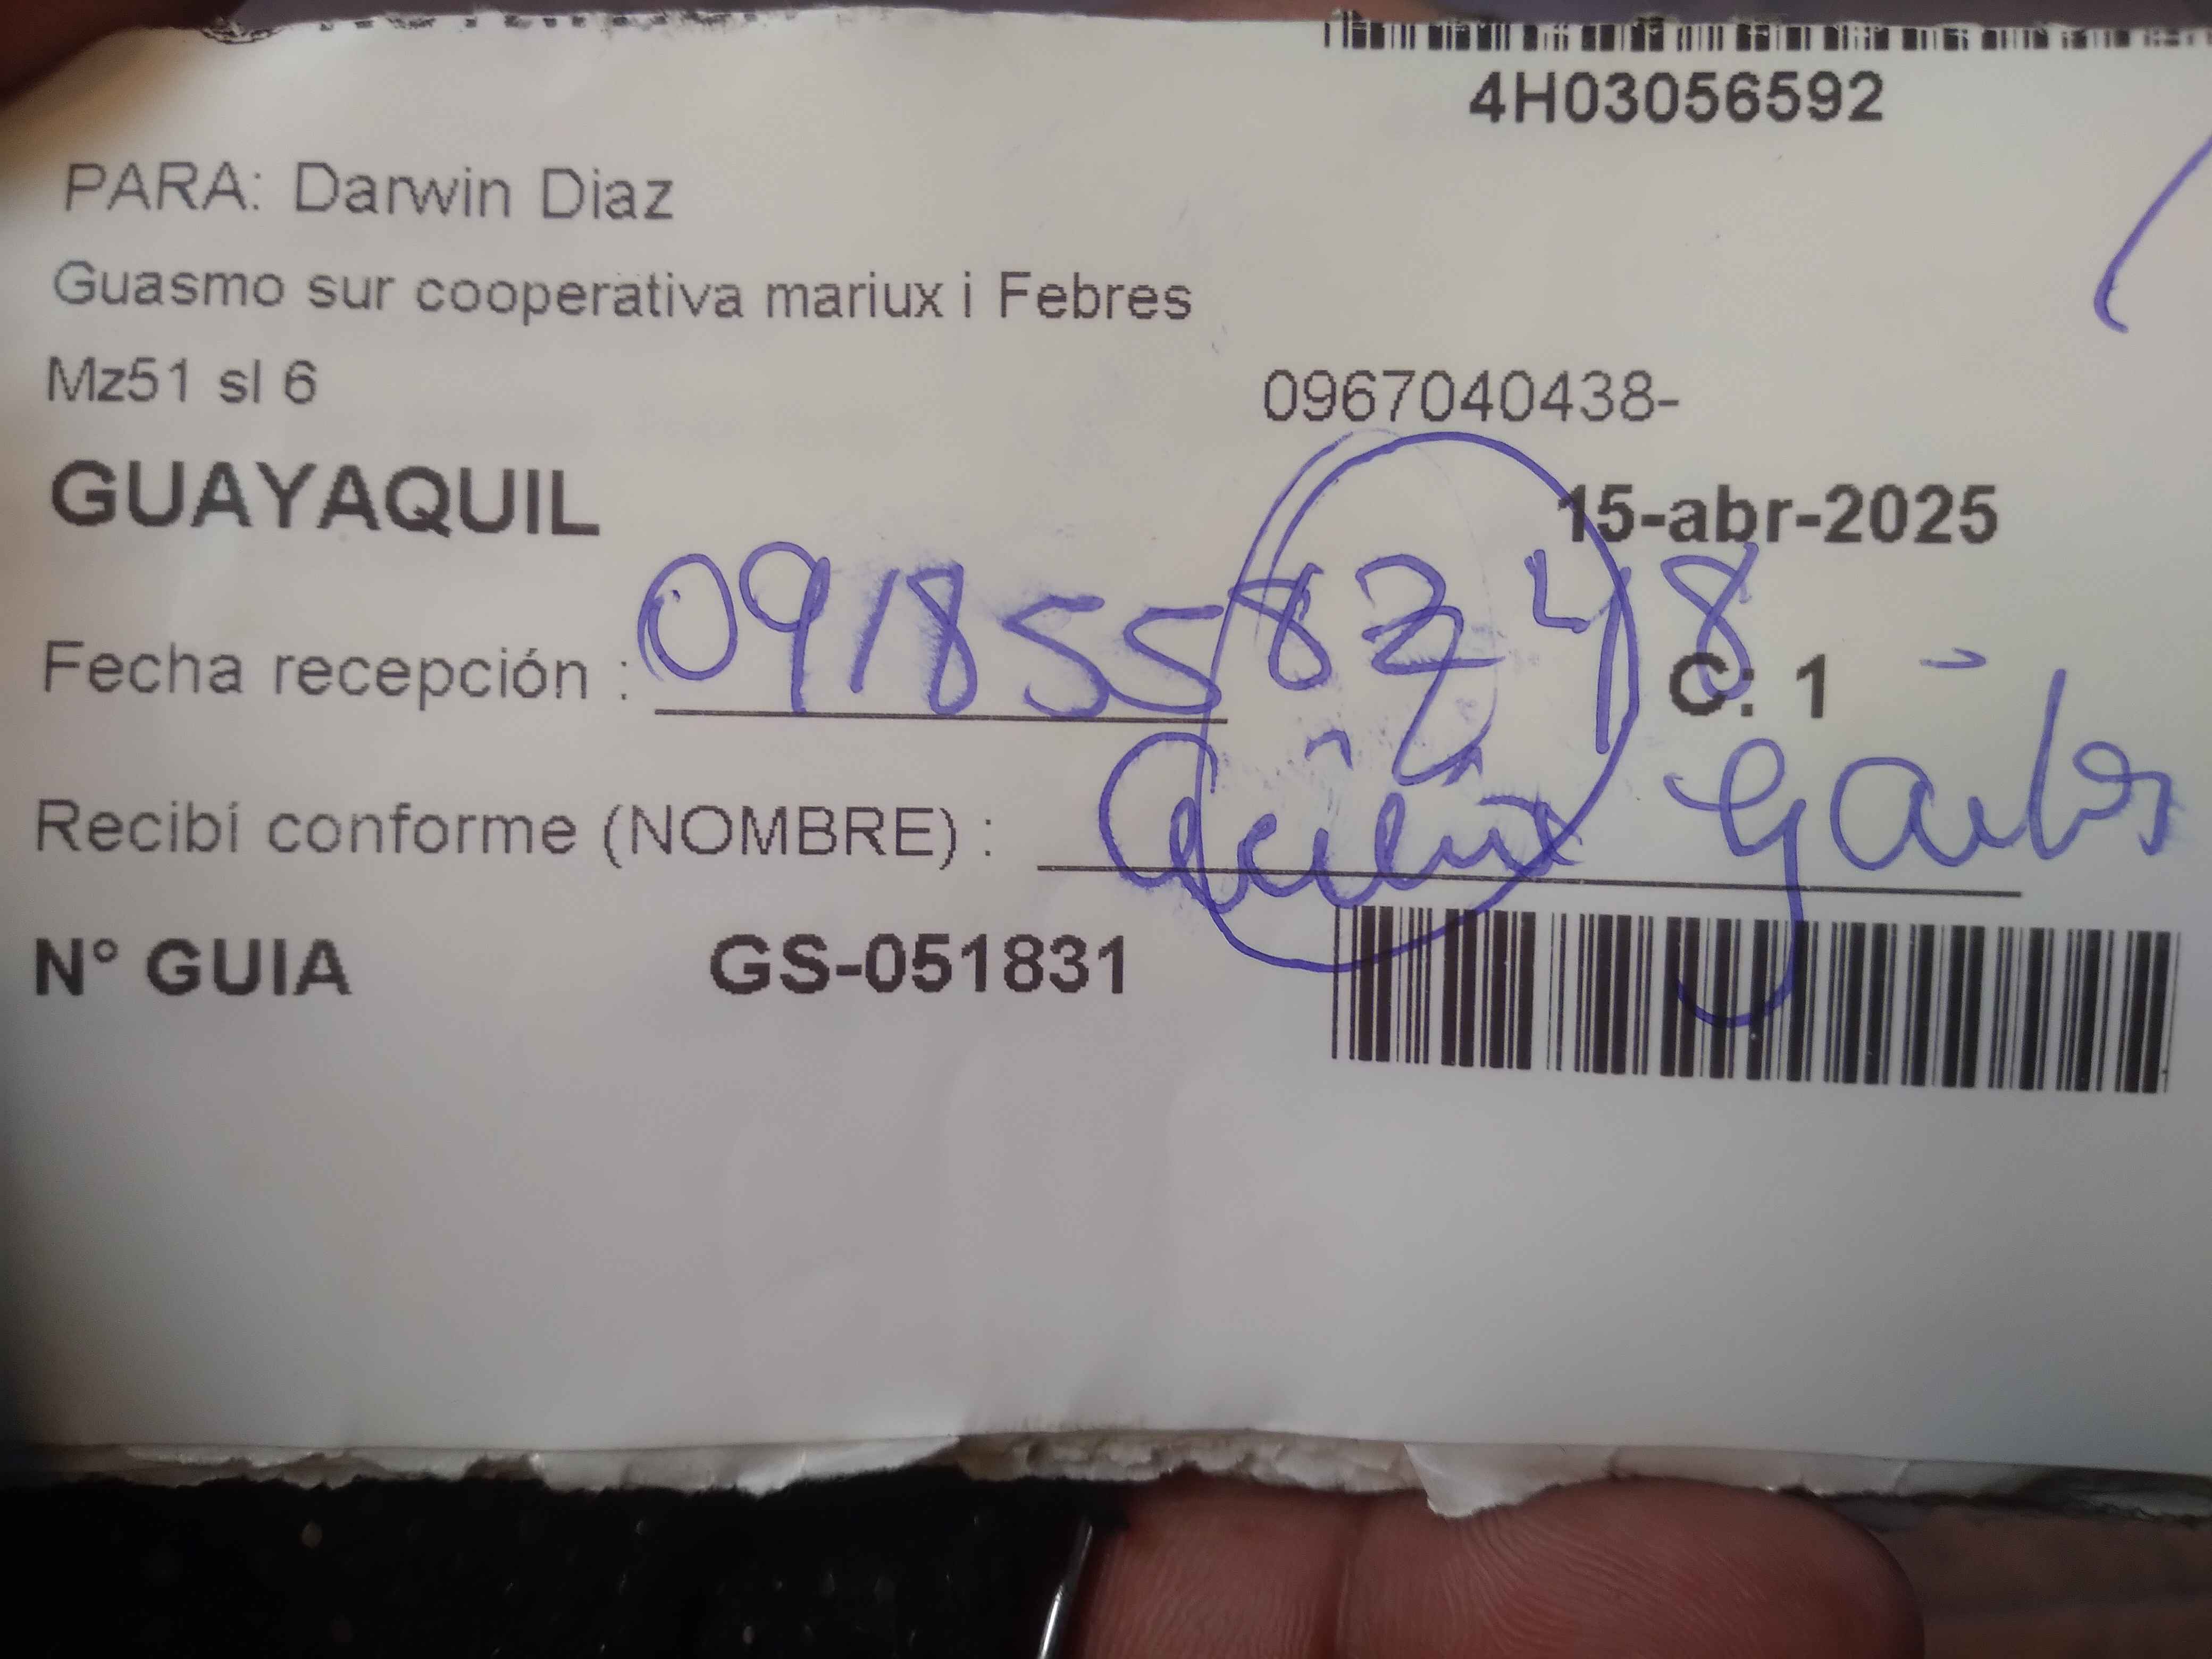 4H03056592
PARA: Darwin Diaz
Guasmo sur cooperativa mariux i Febres
Mz51 sl 6 0967040438-
GUAYAQUIL 15-abr-2025
Fecha recepción : 0918558248 C: 1
Recibí conforme (NOMBRE) :
N° GUIA GS-051831